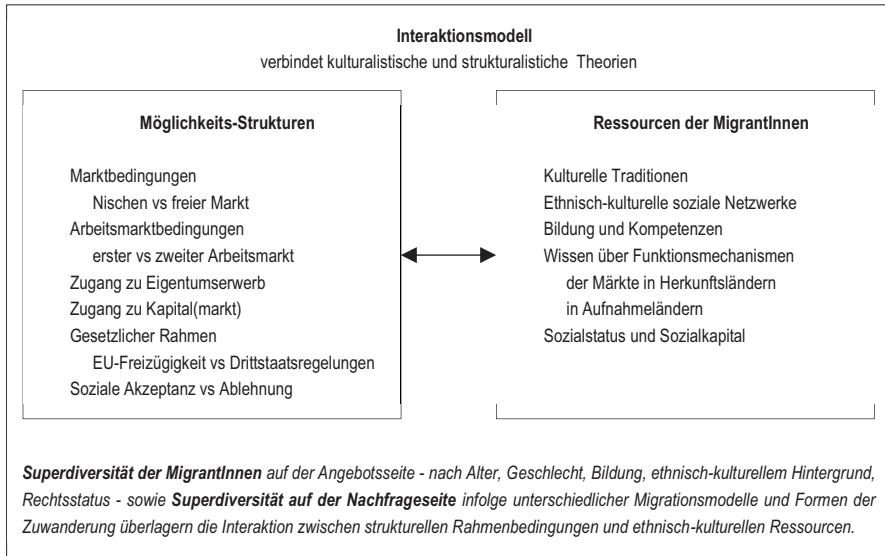 Interaktionsmodell
verbindet kulturalistische und strukturalistiche Theorien
Möglichkeits-Strukturen
Marktbedingungen
Nischen vs freier Markt
Arbeitsmarktbedingungen
erster vs zweiter Arbeitsmarkt
Zugang zu Eigentumserwerb
Zugang zu Kapital(markt)
Gesetzlicher Rahmen
EU-Freizügigkeit vs Drittstaatsregelungen
Soziale Akzeptanz vs Ablehnung
Ressourcen der MigrantInnen
Kulturelle Traditionen
Ethnisch-kulturelle soziale Netzwerke
Bildung und Kompetenzen
Wissen über Funktionsmechanismen
der Märkte in Herkunftsländern
in Aufnahmeländern
Sozialstatus und Sozialkapital
Superdiversität der MigrantInnen auf der Angebotsseite - nach Alter, Geschlecht, Bildung, ethnisch-kulturellem Hintergrund,
Rechtsstatus - sowie Superdiversität auf der Nachfrageseite infolge unterschiedlicher Migrationsmodelle und Formen der
Zuwanderung überlagern die Interaktion zwischen strukturellen Rahmenbedingungen und ethnisch-kulturellen Ressourcen.